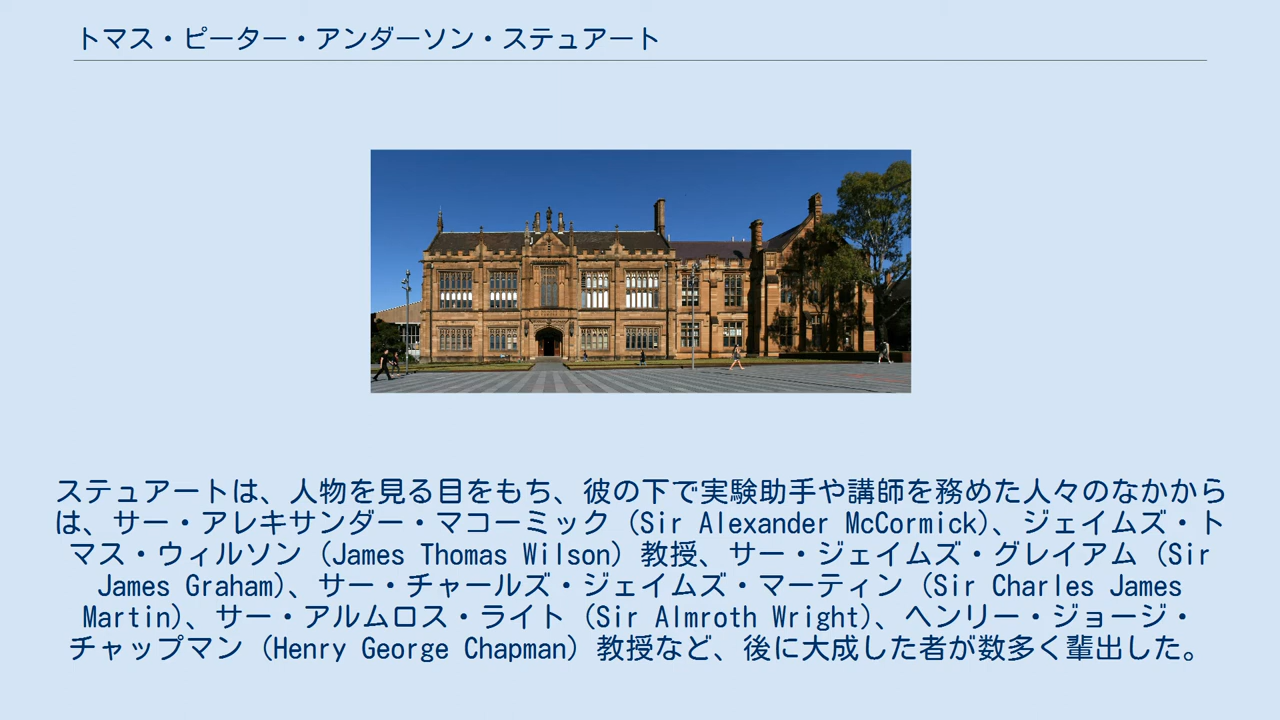 トマス・ピーター・アンダーソン・ステュアート
ステュアートは、人物を見る目をもち、彼の下で実験助手や講師を務めた人々のなかから
は、サー・アレキサンダー・マコーミック（Sir Alexander McCormick）、ジェイムズ・ト
マス・ウィルソン（James Thomas Wilson）教授、サー・ジェイムズ・グレイアム（Sir
James Graham）、サー・チャールズ・ジェイムズ・マーティン（Sir Charles James
Martin）、サー・アルムロス・ライト（Sir Almroth Wright）、ヘンリー・ジョージ・
チャップマン（Henry George Chapman）教授など、後に大成した者が数多く輩出した。